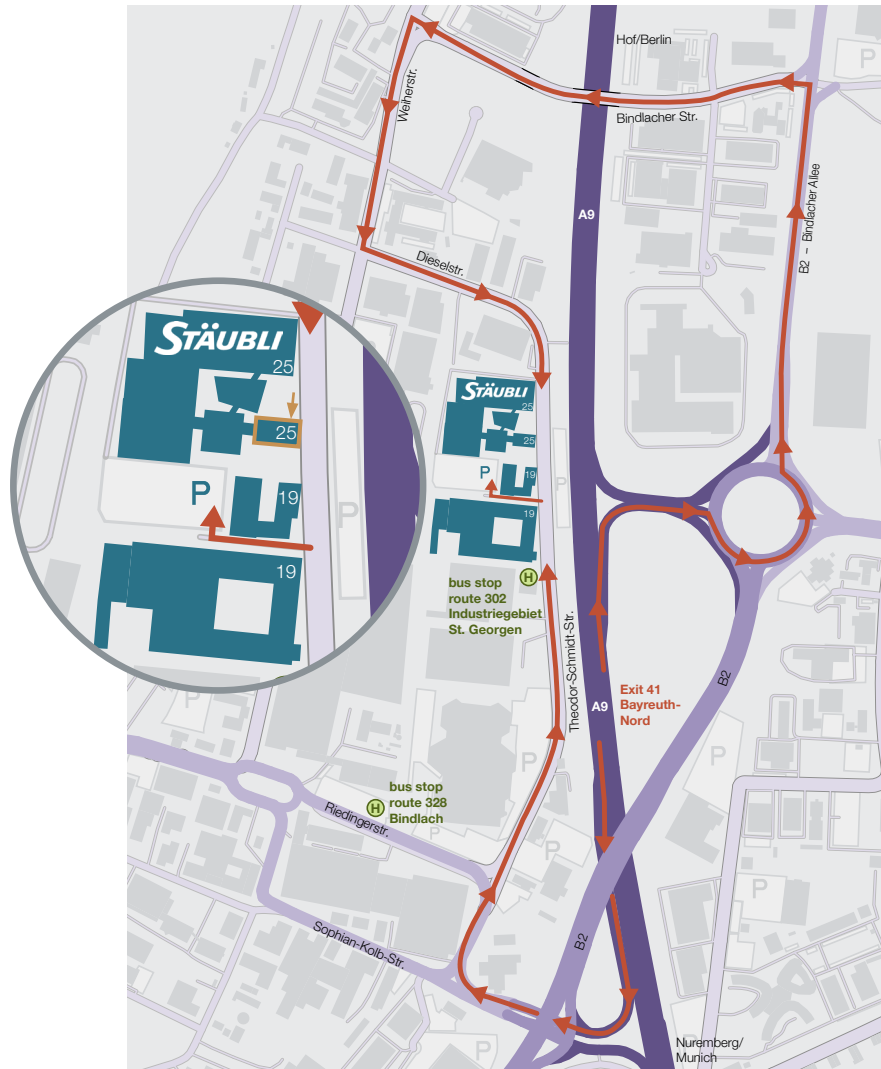 Hof/Berlin
P
Weiherstr.
Bindlacher Str.
A9
B2 – Bindlacher Allee
Dieselstr.
STÄUBLI
25
25
P
19
P
19
STÄUBLI
25
25
19
P
19
P
H
bus stop
route 302
Industriegebiet
St. Georgen
Theodor-Schmidt-Str.
B2
Exit 41
Bayreuth-
Nord
A9
P
H
bus stop
route 328
Bindlach
Riedingerstr.
P
P
P
B2
Sophian-Kolb-Str.
P
P
Nuremberg/
Munich